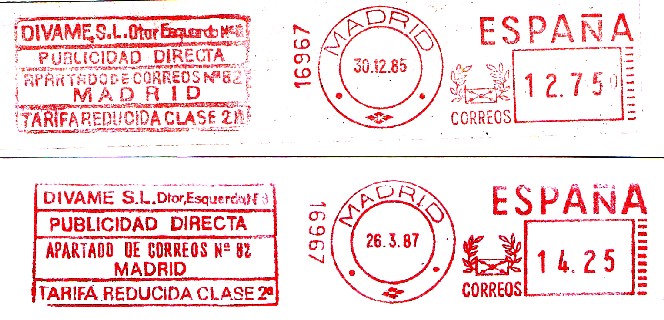 DIVAME, S.L. Dtor, Esquerdo Nº
PUBLICIDAD DIRECTA
APARTADO DE CORREOS Nº 82
MADRID
TARIFA REDUCIDA CLASE 2ª
16967
MADRID
30.12.85
ESPAÑA
CORREOS
12.75
DIVAME S.L. Dtor, Esquerdo, Nº
PUBLICIDAD DIRECTA
APARTADO DE CORREOS Nº 82
MADRID
TARIFA REDUCIDA CLASE 2ª
16967
MADRID
26.3.87
ESPAÑA
CORREOS
14.25